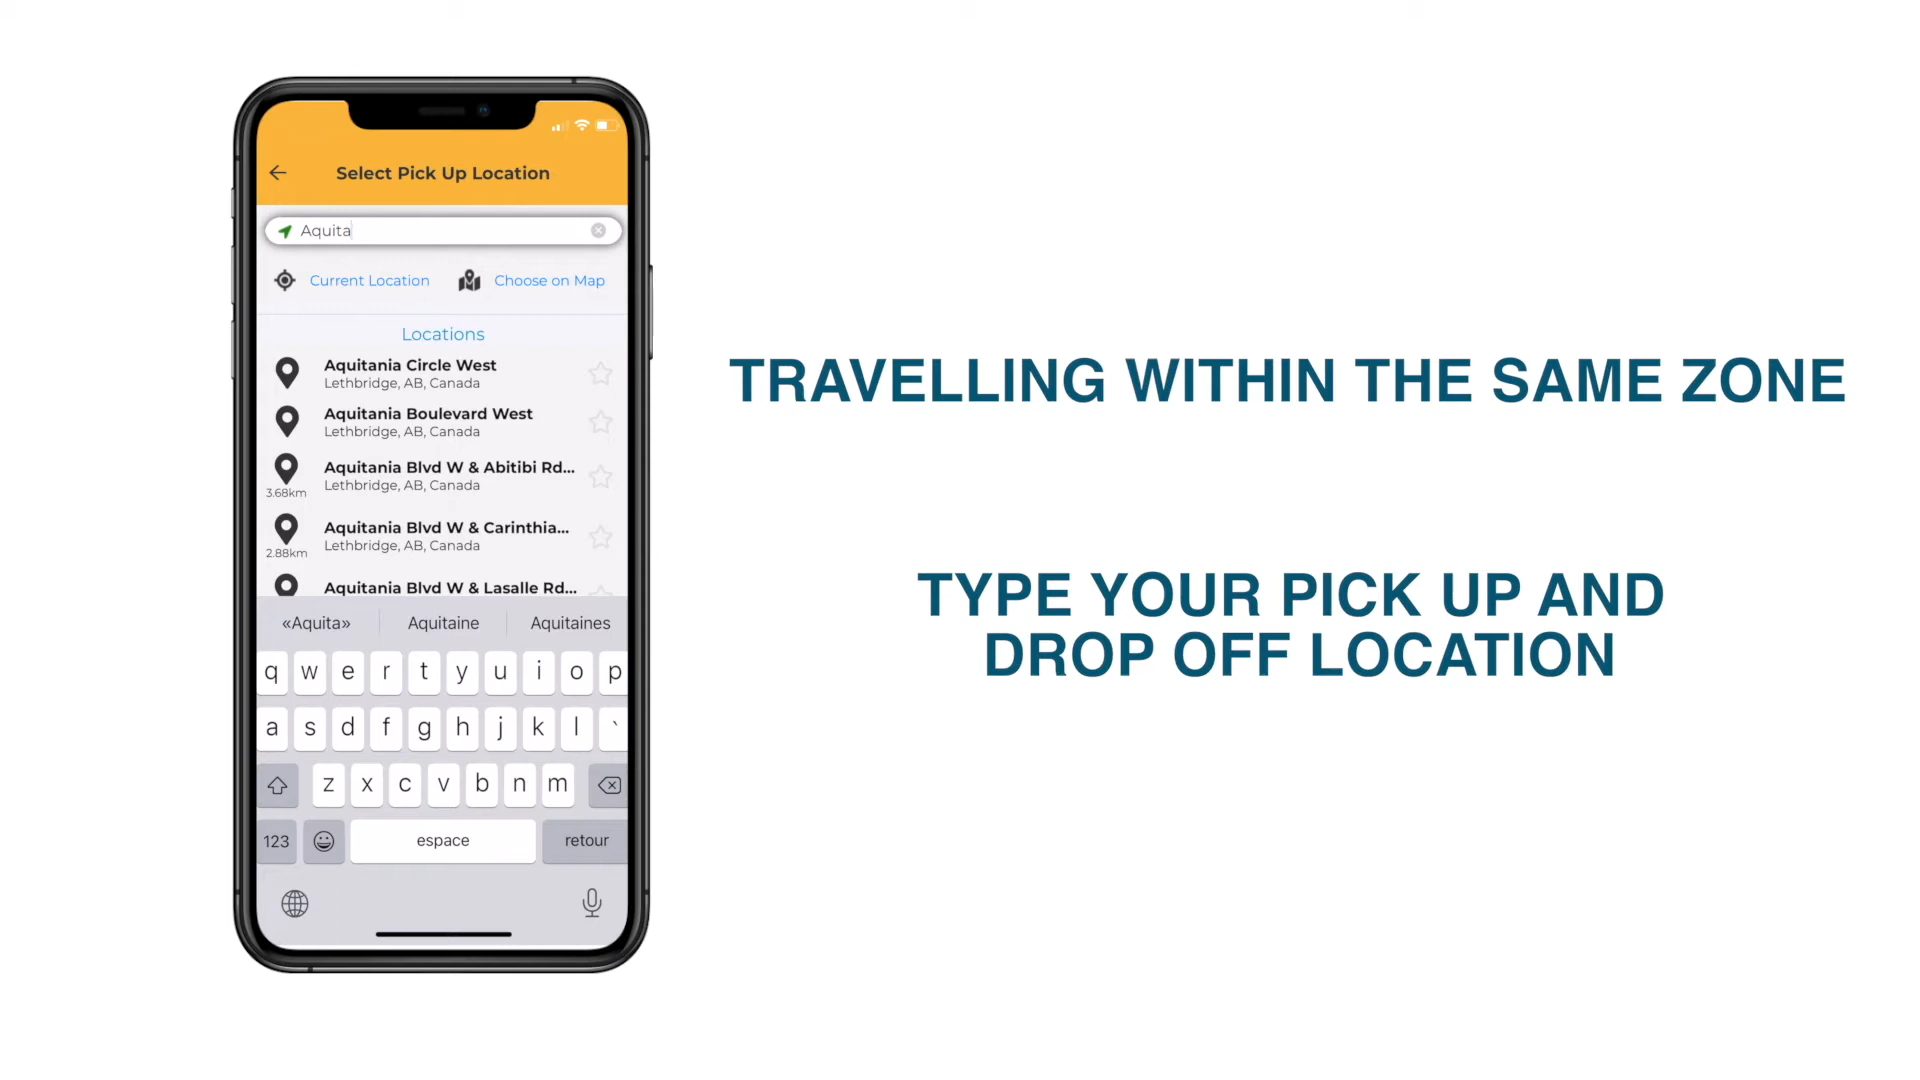 Select Pick Up Location
Aquita
Current Location
Choose on Map
Locations
Aquitania Circle West
Lethbridge, AB, Canada
Aquitania Boulevard West
Lethbridge, AB, Canada
Aquitania Blvd W & Abitibi Rd...
Lethbridge, AB, Canada
3.68km
Aquitania Blvd W & Carinthia...
Lethbridge, AB, Canada
2.88km
Aquitania Blvd W & Lasalle Rd...
«Aquita» Aquitaine Aquitaines
q w e r t y u i o p
a s d f g h j k l `
z x c v b n m
123 espace retour
TRAVELLING WITHIN THE SAME ZONE
TYPE YOUR PICK UP AND
DROP OFF LOCATION